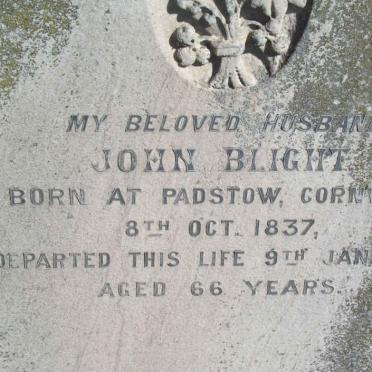 MY BELOVED HUSBAN
JOHN BLIGHT
BORN AT PADSTOW, CORN
8TH OCT. 1837,
DEPARTED THIS LIFE 9TH JAN
AGED 66 YEARS.